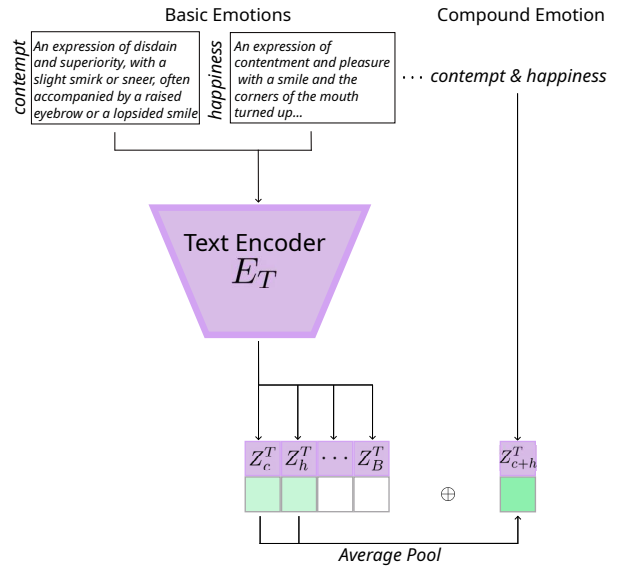 Basic Emotions
Compound Emotion
contempt
An expression of disdain
and superiority, with a
slight smirk or sneer, often
accompanied by a raised
eyebrow or a lopsided smile
happiness
An expression of
contentment and pleasure
with a smile and the
corners of the mouth
turned up...
··· contempt & happiness
Text Encoder
E_T
Z_c^T Z_h^T ··· Z_B^T
Z_{c+h}^T
⊕
Average Pool